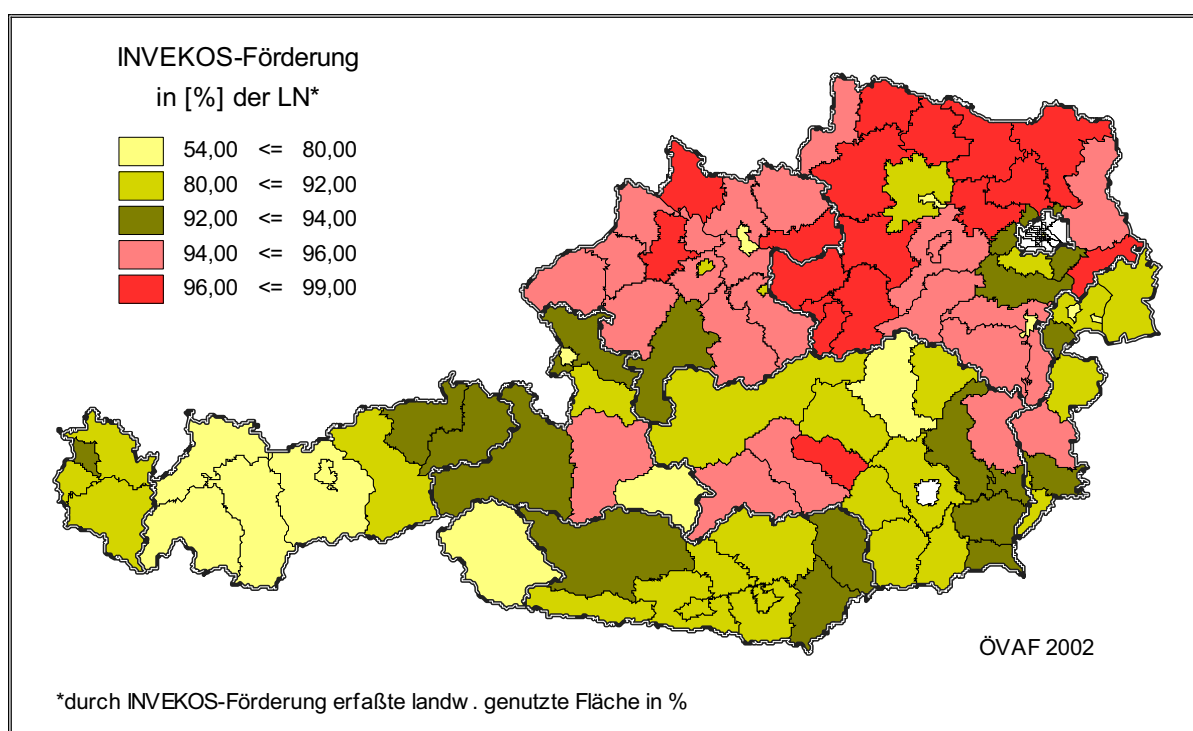 INVEKOS-Förderung
in [%] der LN*
54,00 <= 80,00
80,00 <= 92,00
92,00 <= 94,00
94,00 <= 96,00
96,00 <= 99,00
ÖVAF 2002
*durch INVEKOS-Förderung erfaßte landw. genutzte Fläche in %